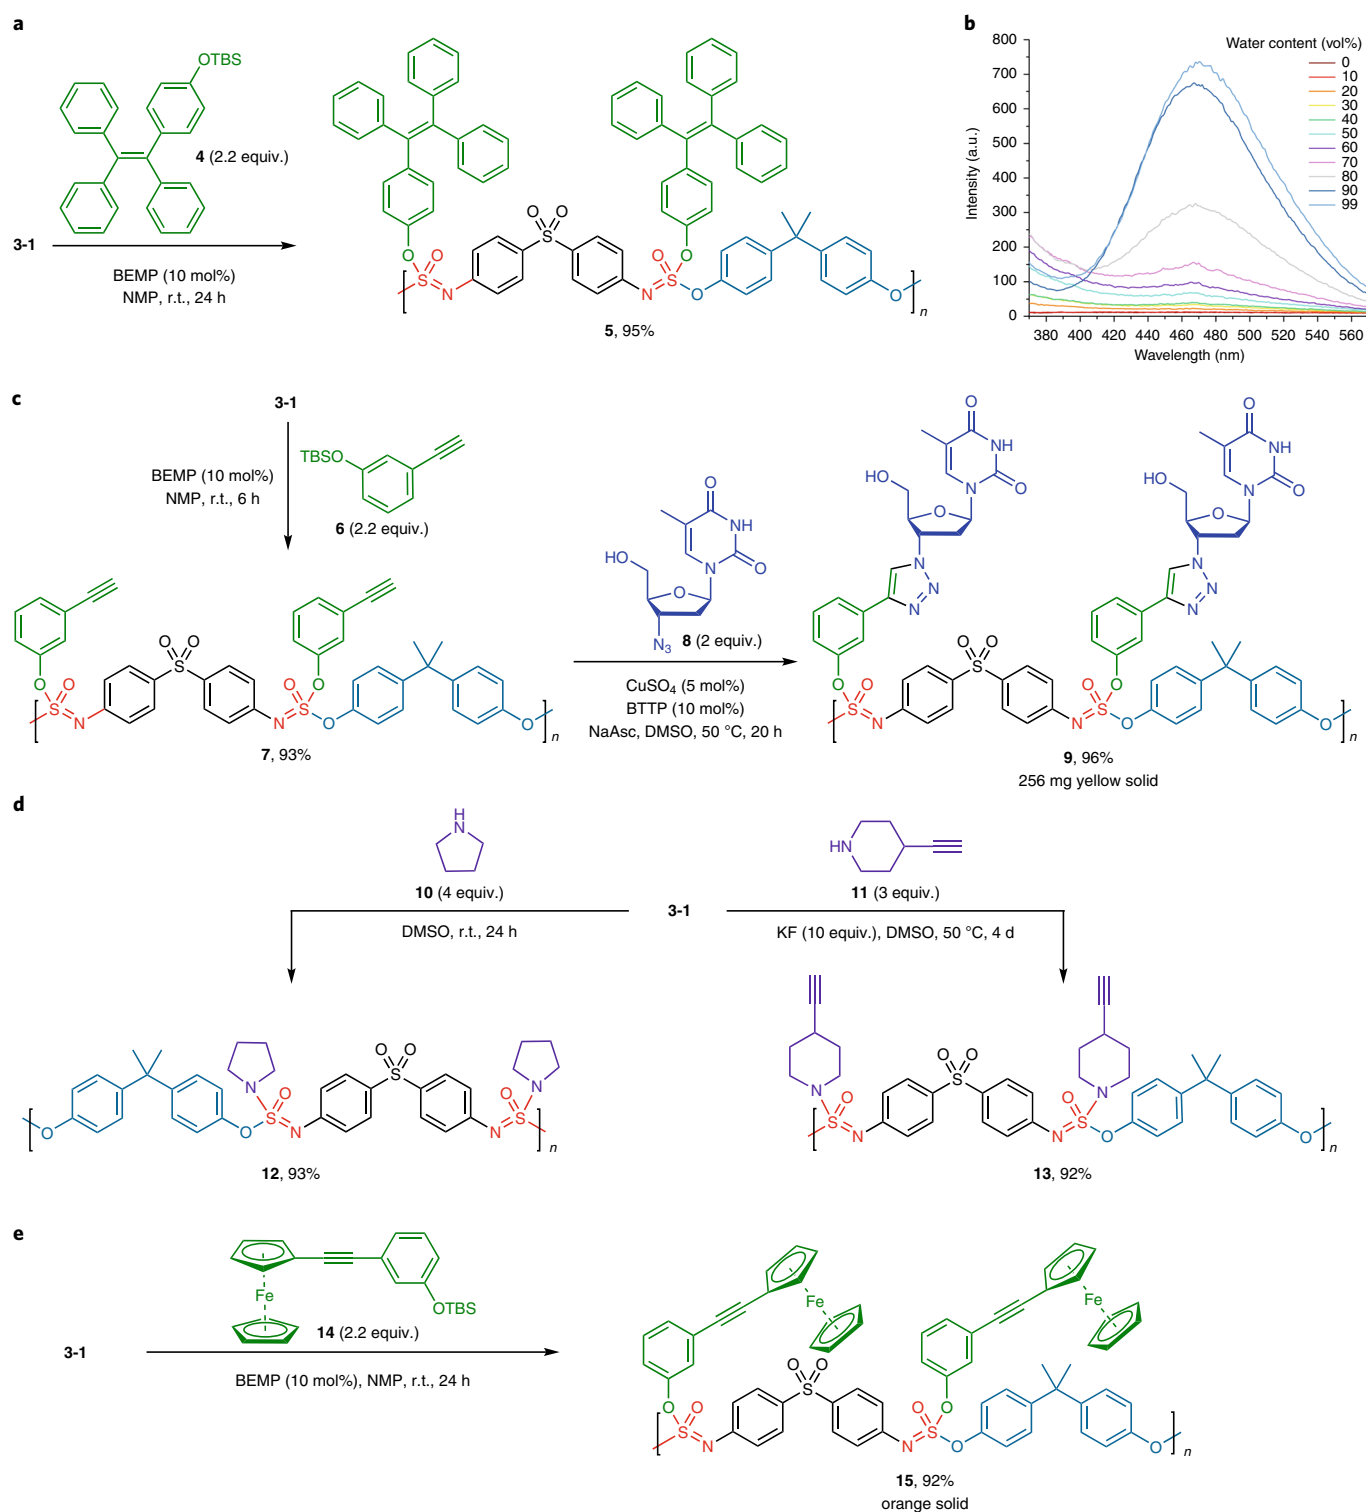 a
OTBS
4 (2.2 equiv.)
3-1
BEMP (10 mol%)
NMP, r.t., 24 h
O
O
O
O
S
N
O
S
N
O
S
O
O
O
n
5, 95%
b
Water content (vol%)
0
10
20
30
40
50
60
70
80
90
99
Intensity (a.u.)
800
700
600
500
400
300
200
100
0
380 400 420 440 460 480 500 520 540 560
Wavelength (nm)
c
3-1
BEMP (10 mol%)
NMP, r.t., 6 h
TBSO
6 (2.2 equiv.)
O
O
S
N
O
O
S
N
O
O
S
O
O
n
7, 93%
O
NH
N
O
HO
O
N3
8 (2 equiv.)
CuSO4 (5 mol%)
BTTP (10 mol%)
NaAsc, DMSO, 50 °C, 20 h
O
NH
N
O
HO
O
N
N
N
O
NH
N
O
HO
O
N
N
N
O
O
S
N
O
O
S
N
O
O
S
O
O
n
9, 96%
256 mg yellow solid
d
H
N
10 (4 equiv.)
DMSO, r.t., 24 h
3-1
HN
11 (3 equiv.)
KF (10 equiv.), DMSO, 50 °C, 4 d
O
O
N
O
S
N
O
O
S
N
O
S
N
n
12, 93%
N
O
S
N
O
O
S
N
O
S
N
O
O
n
13, 92%
e
3-1
Fe
OTBS
14 (2.2 equiv.)
BEMP (10 mol%), NMP, r.t., 24 h
Fe
Fe
O
O
S
N
O
O
S
N
O
O
S
O
O
n
15, 92%
orange solid